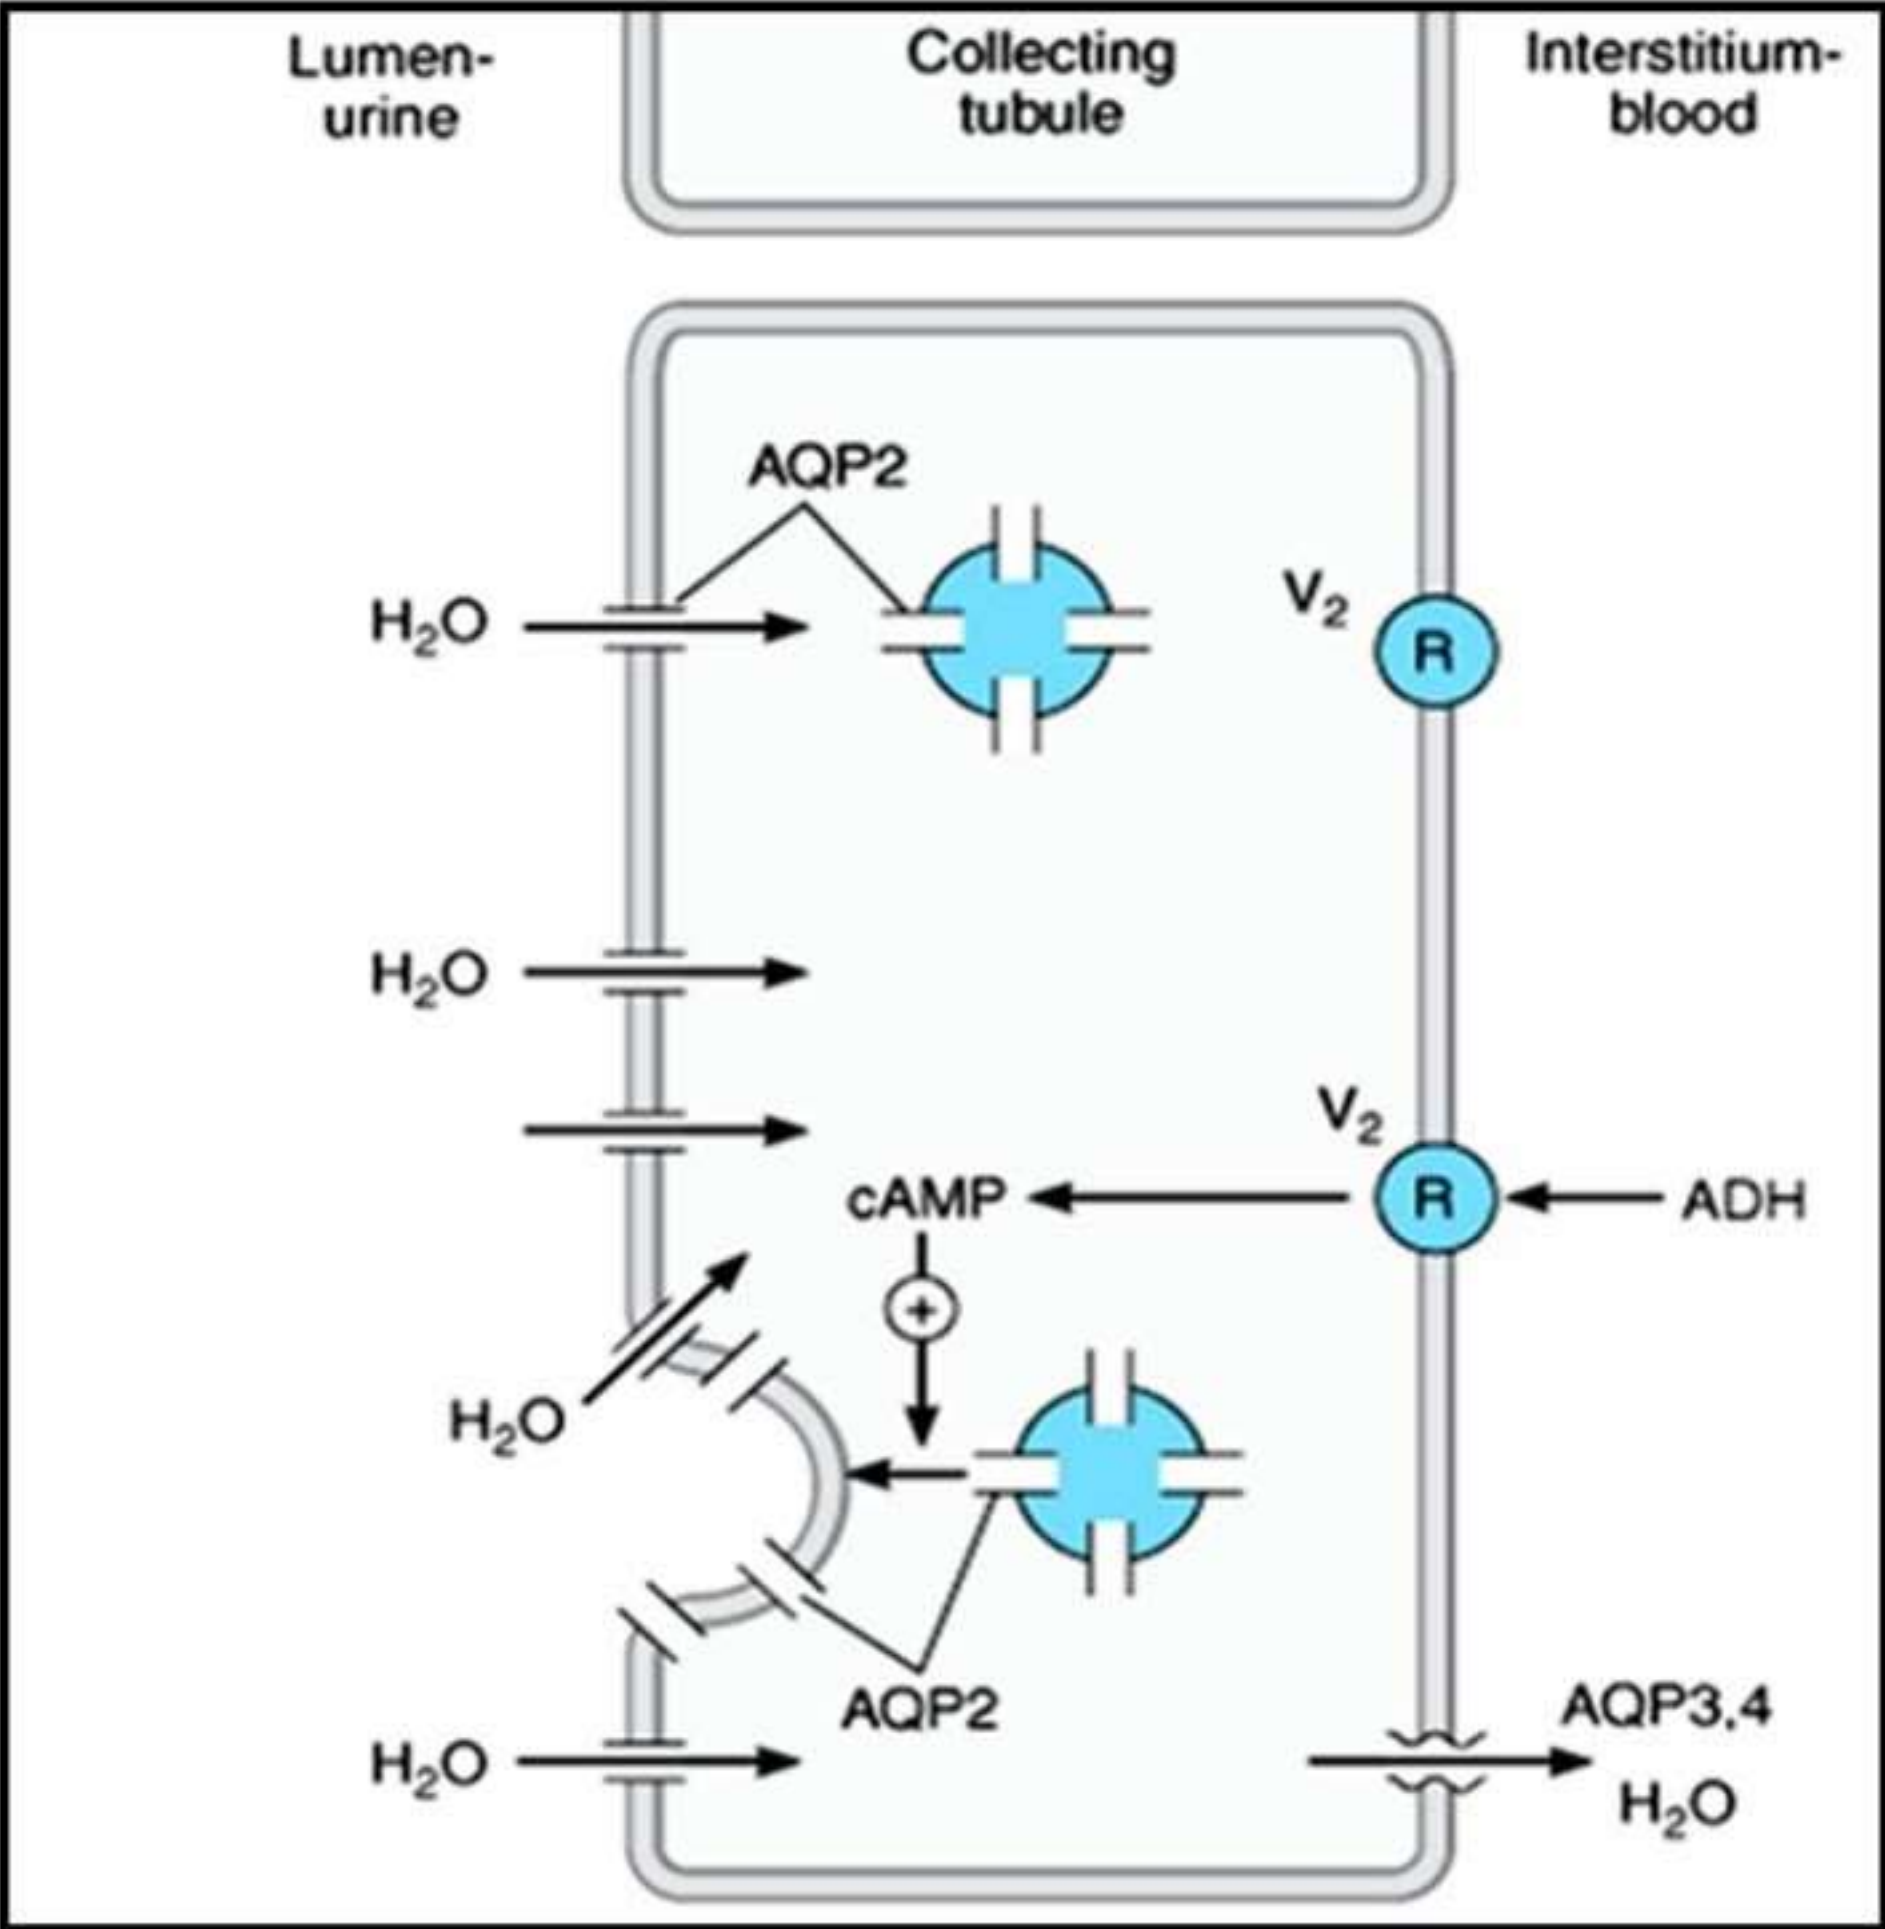 Lumen-
urine
Collecting
tubule
Interstitium-
blood
AQP2
H₂O
V₂
R
H₂O
V₂
cAMP
R
ADH
+
H₂O
AQP2
AQP3,4
H₂O
H₂O